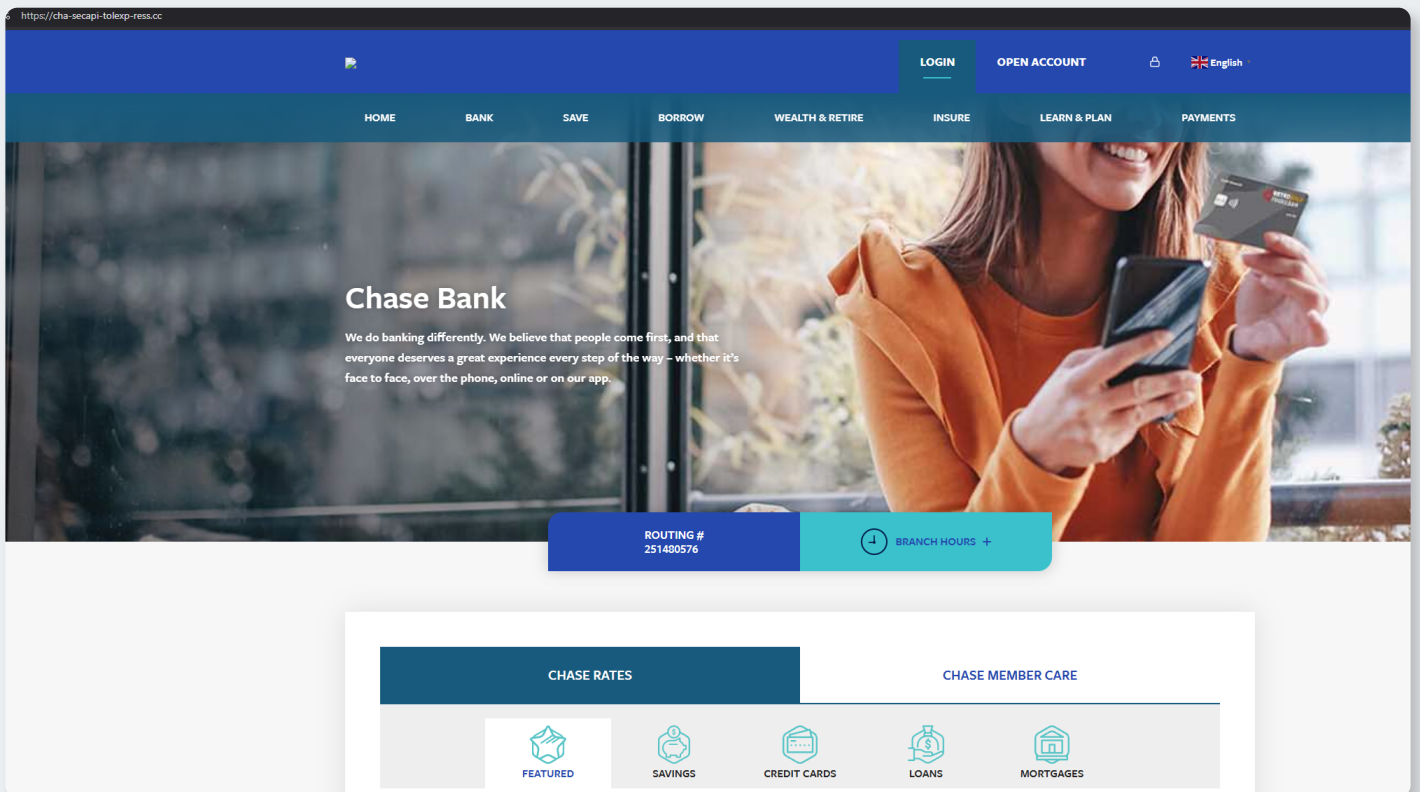 https://cha-secapi-tolexp-ress.cc
LOGIN
OPEN ACCOUNT
English
HOME
BANK
SAVE
BORROW
WEALTH & RETIRE
INSURE
LEARN & PLAN
PAYMENTS
Chase Bank
We do banking differently. We believe that people come first, and that
everyone deserves a great experience every step of the way – whether it's
face to face, over the phone, online or on our app.
ROUTING #
251480576
BRANCH HOURS +
CHASE RATES
CHASE MEMBER CARE
FEATURED
SAVINGS
CREDIT CARDS
LOANS
MORTGAGES